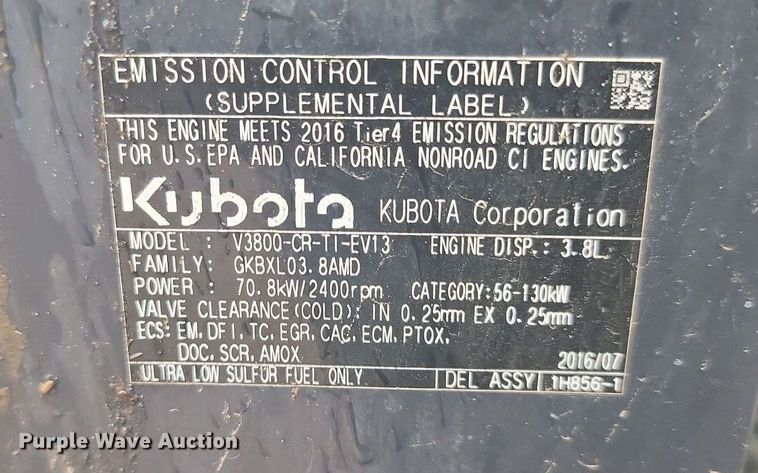 EMISSION CONTROL INFORMATION
(SUPPLEMENTAL LABEL)
THIS ENGINE MEETS 2016 Tier4 EMISSION REGULATIONS
FOR U.S.EPA AND CALIFORNIA NONROAD CI ENGINES.
Kubota KUBOTA Corporation
MODEL : V3800-CR-TI-EV13 ENGINE DISP.: 3.8L
FAMILY: GKBXL03.8AMD
POWER : 70.8kW/2400rpm CATEGORY:56-130kW
VALVE CLEARANCE(COLD): IN 0.25mm EX 0.25mm
ECS: EM, DFI, TC, EGR, CAC, ECM, PTOX,
DOC, SCR, AMOX 2016/07
ULTRA LOW SULFUR FUEL ONLY DEL ASSY 1H856-1
Purple Wave Auction